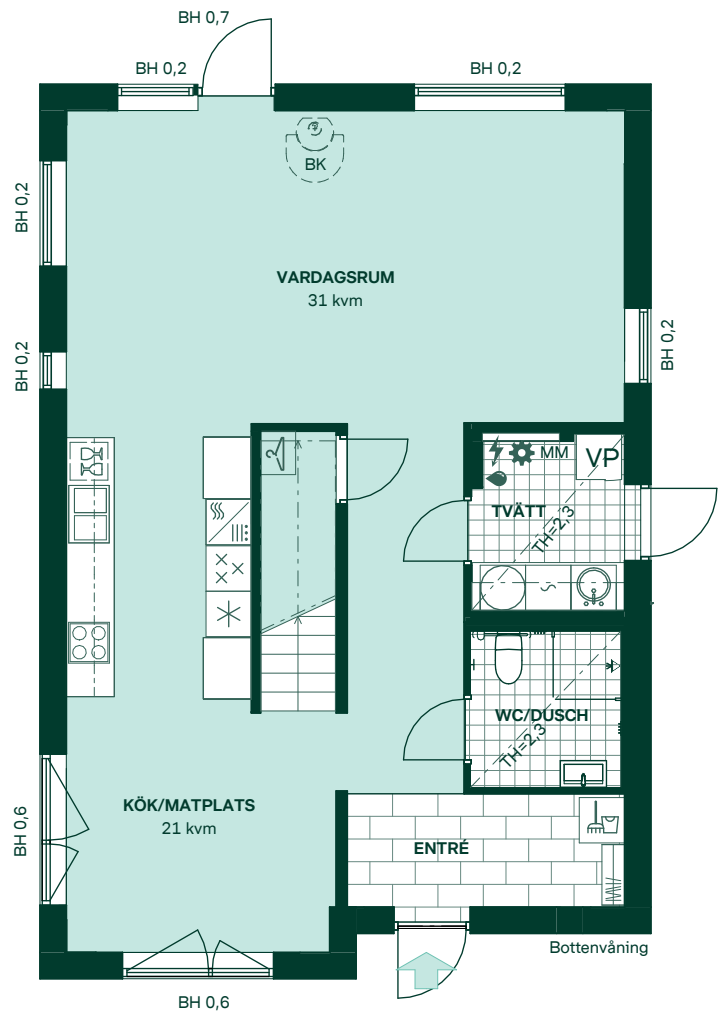 BH 0,7
BH 0,2
BH 0,2
BK
BH 0,2
VARDAGSRUM
31 kvm
BH 0,2
BH 0,2
MM
VP
TVÄTT
TH=2,3
WC/DUSCH
TH=2,3
KÖK/MATPLATS
21 kvm
BH 0,6
ENTRÉ
Bottenvåning
BH 0,6